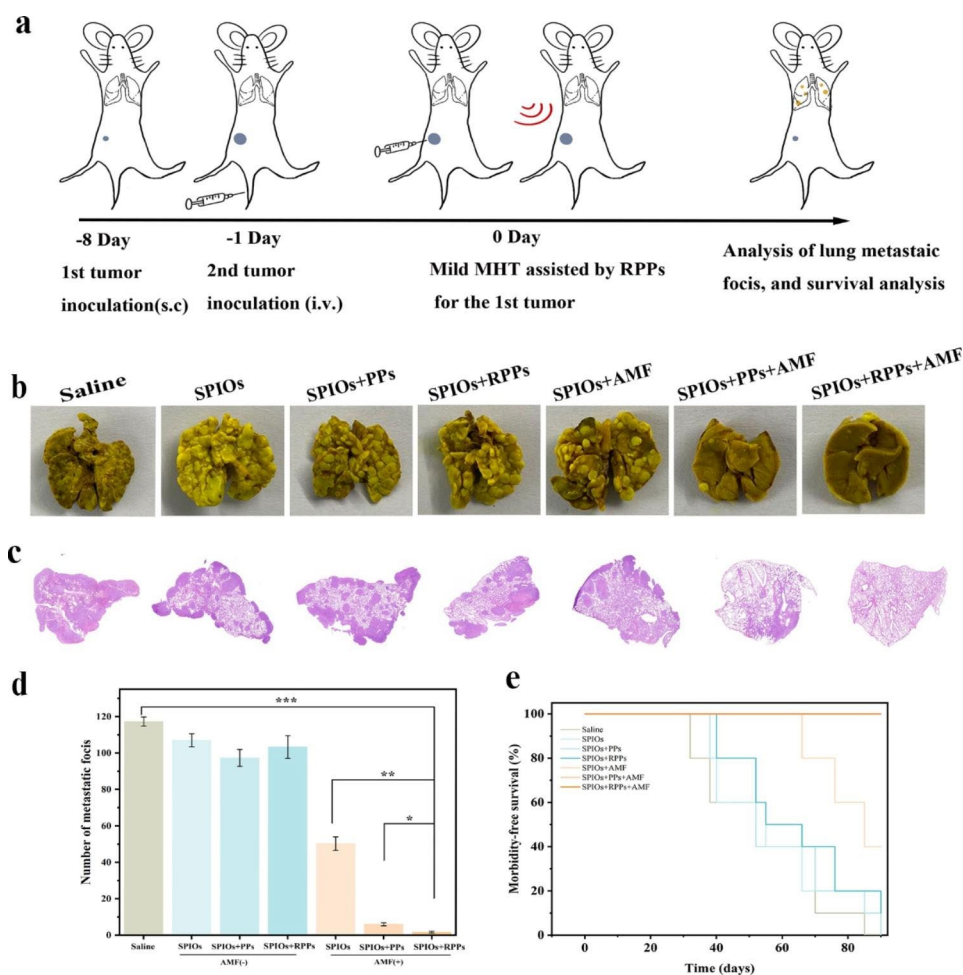 a
-8 Day
1st tumor
inoculation(s.c)
-1 Day
2nd tumor
inoculation (i.v.)
0 Day
Mild MHT assisted by RPPs
for the 1st tumor
Analysis of lung metastaic
focis, and survival analysis
b
Saline
SPIOs
SPIOs+PPs
SPIOs+RPPs
SPIOs+AMF
SPIOs+PPs+AMF
SPIOs+RPPs+AMF
c
d
Number of metastatic focis
120
100
80
60
40
20
0
***
**
*
Saline
SPIOs
SPIOs+PPs
SPIOs+RPPs
SPIOs
SPIOs+PPs
SPIOs+RPPs
AMF(-)
AMF(+)
e
Morbidity-free survival (%)
100
80
60
40
20
0
Saline
SPIOs
SPIOs+PPs
SPIOs+RPPs
SPIOs+AMF
SPIOs+PPs+AMF
SPIOs+RPPs+AMF
0
20
40
60
80
Time (days)